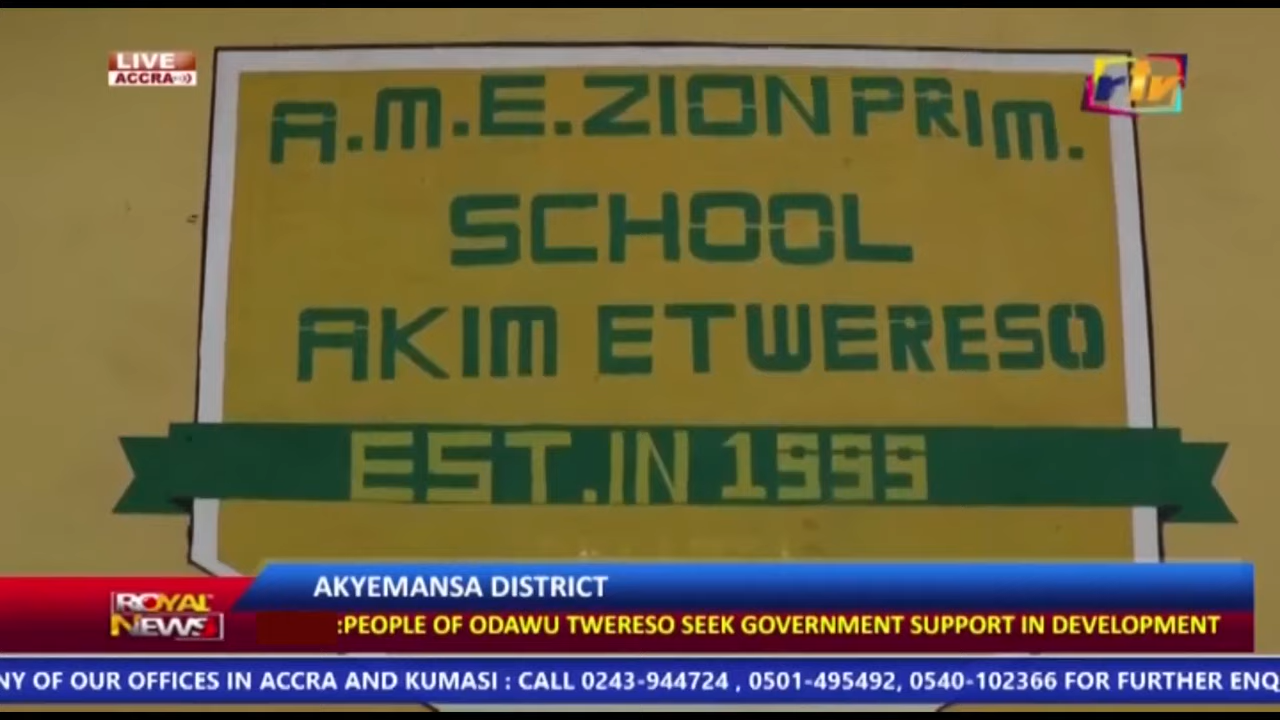 LIVE
ACCRA
rtv
A.M.E.ZION PRIM.
SCHOOL
AKIM ETWERESO
EST.IN 1999
AKYEMANSA DISTRICT
ROYAL
NEWS
:PEOPLE OF ODAWU TWERESO SEEK GOVERNMENT SUPPORT IN DEVELOPMENT
NY OF OUR OFFICES IN ACCRA AND KUMASI : CALL 0243-944724 , 0501-495492, 0540-102366 FOR FURTHER ENQ